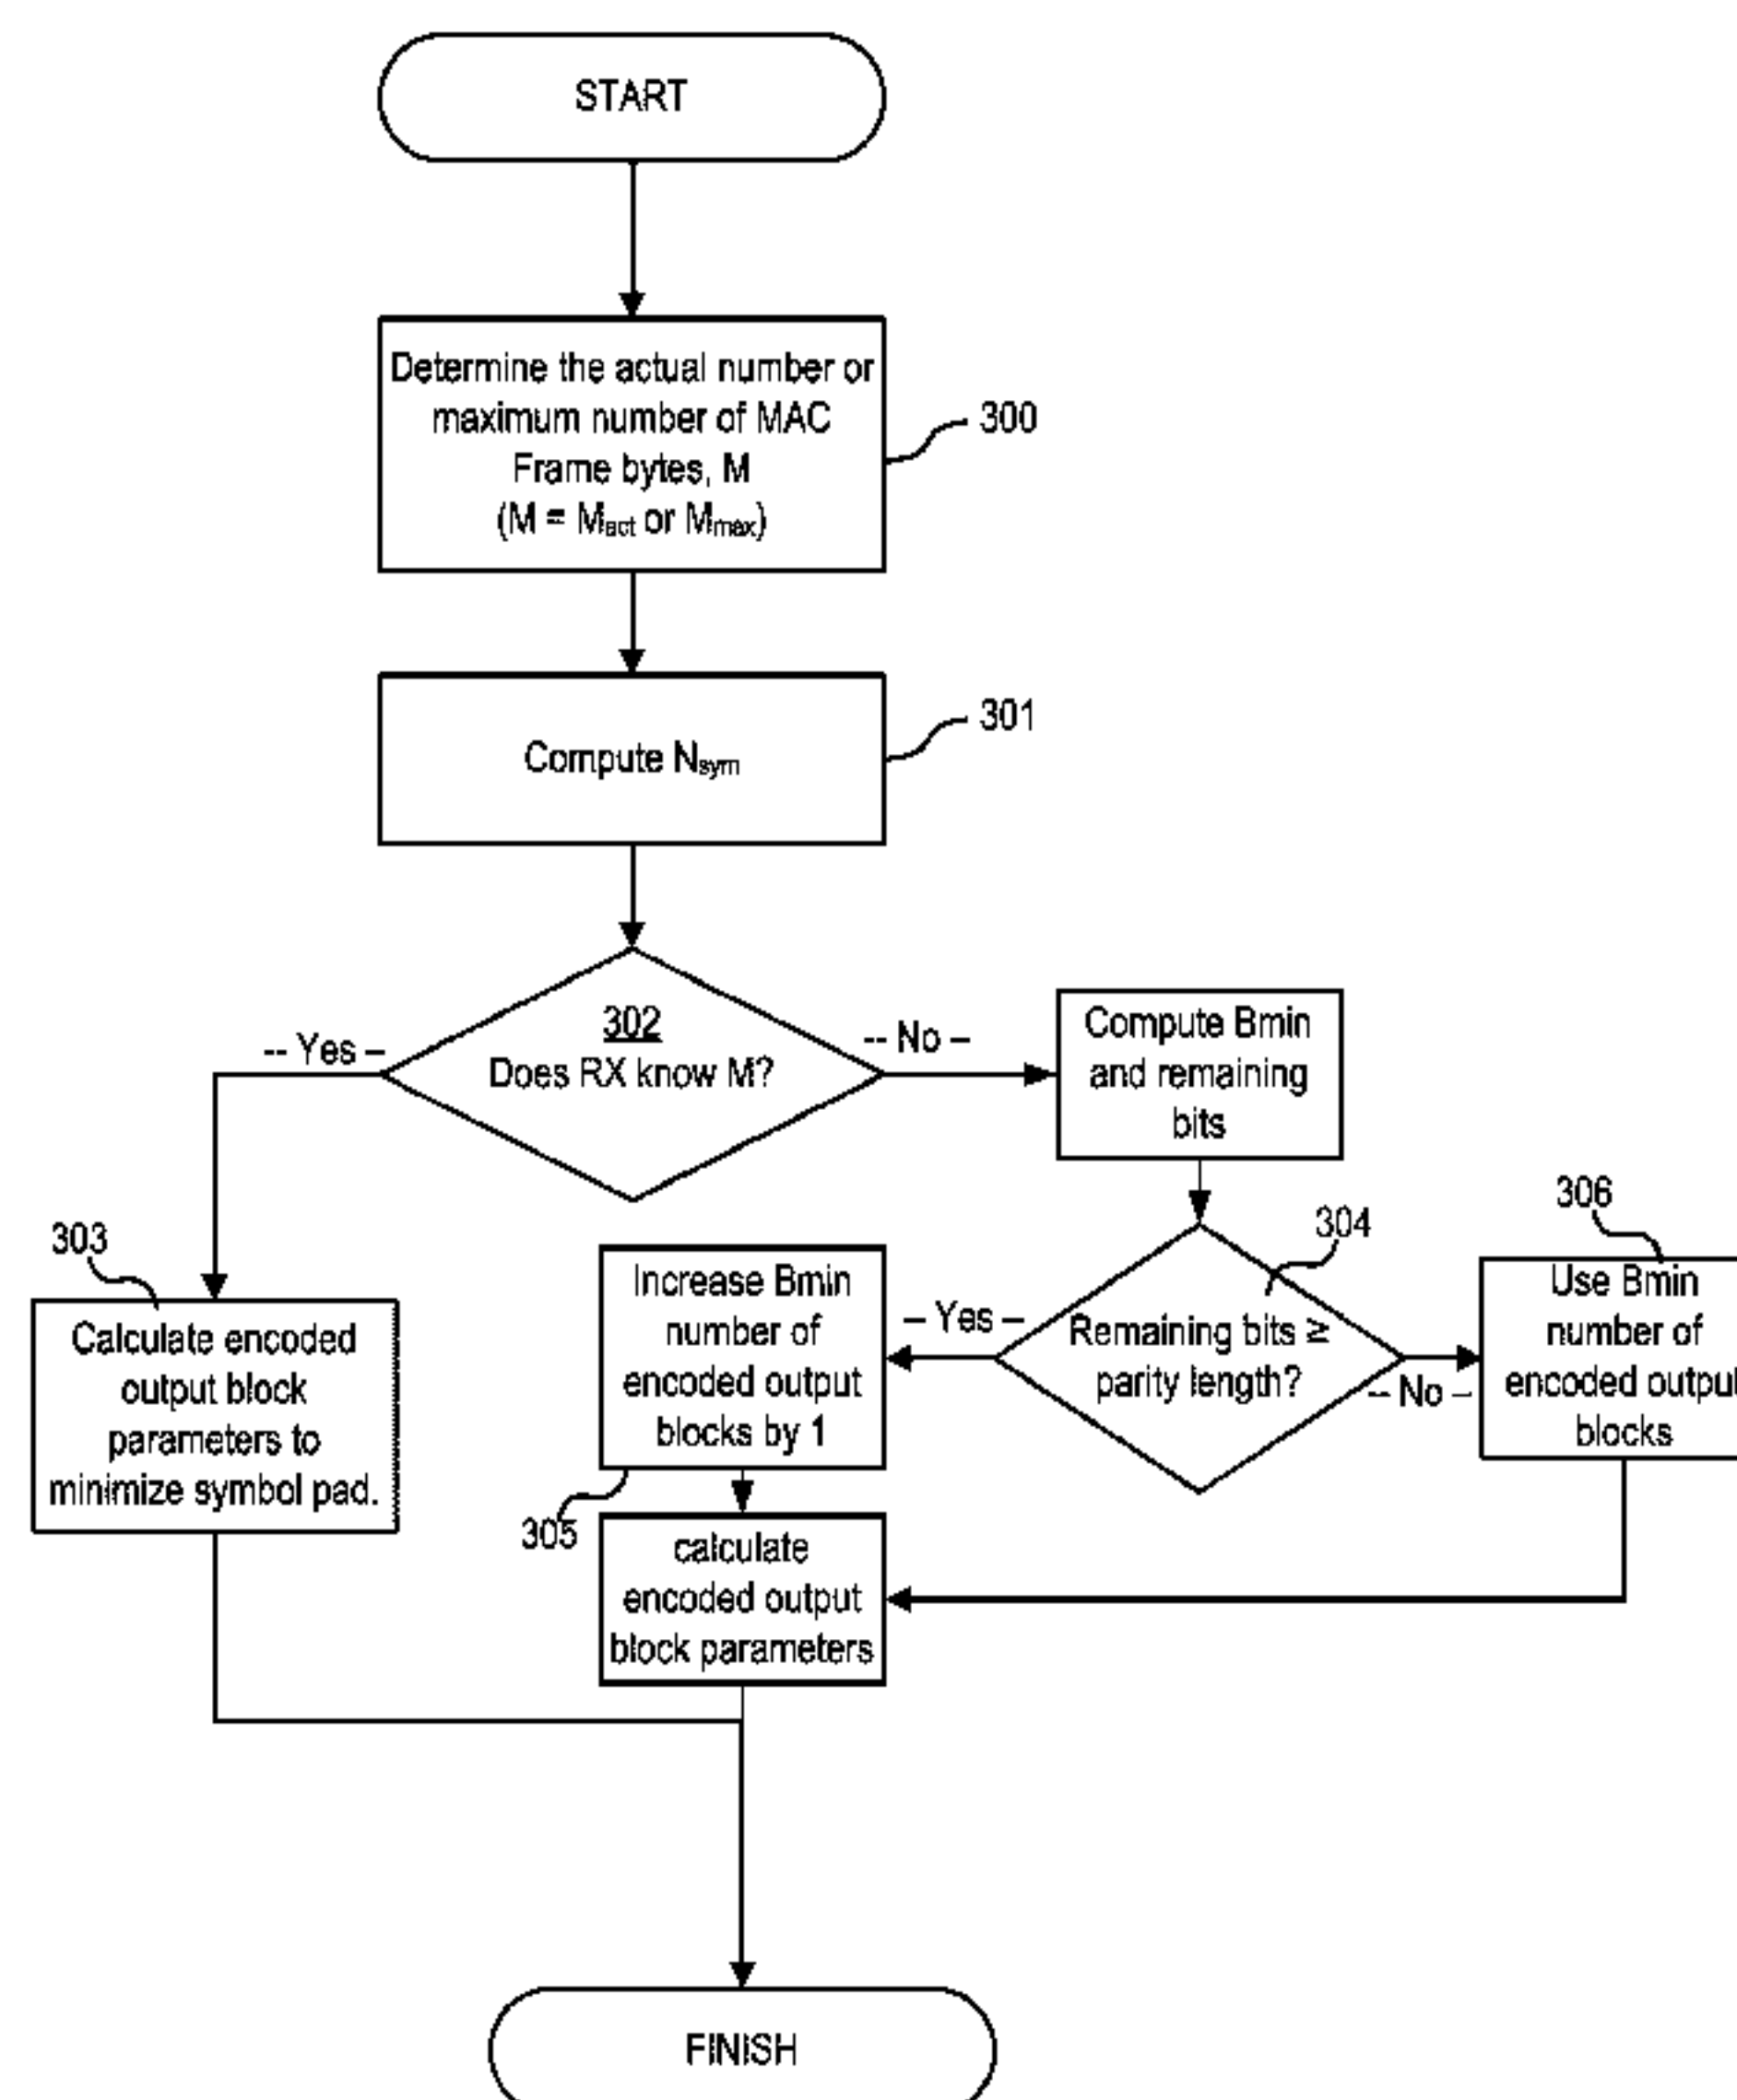 START
Determine the actual number or
maximum number of MAC
Frame bytes, M
(M = Mact or Mmax)
300
Compute Nsym
301
302
Does RX know M?
-- Yes –
-- No –
Compute Bmin
and remaining
bits
303
Calculate encoded
output block
parameters to
minimize symbol pad.
304
Remaining bits ≥
parity length?
– Yes –
-- No –
Increase Bmin
number of
encoded output
blocks by 1
305
306
Use Bmin
number of
encoded output
blocks
calculate
encoded output
block parameters
FINISH